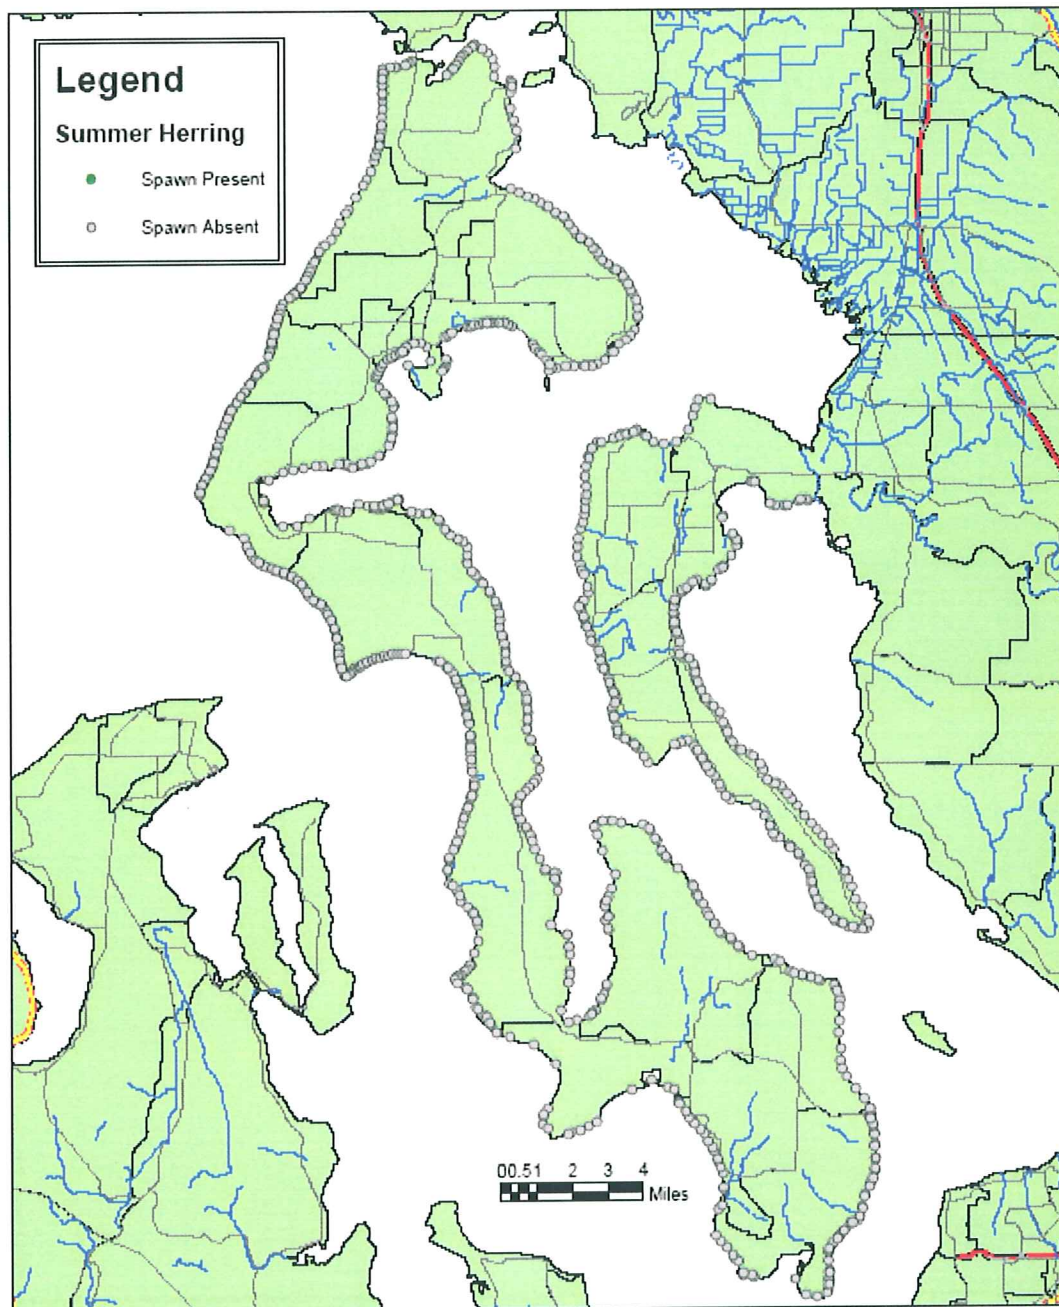 Legend
Summer Herring
Spawn Present
Spawn Absent
00.51 2 3 4
Miles